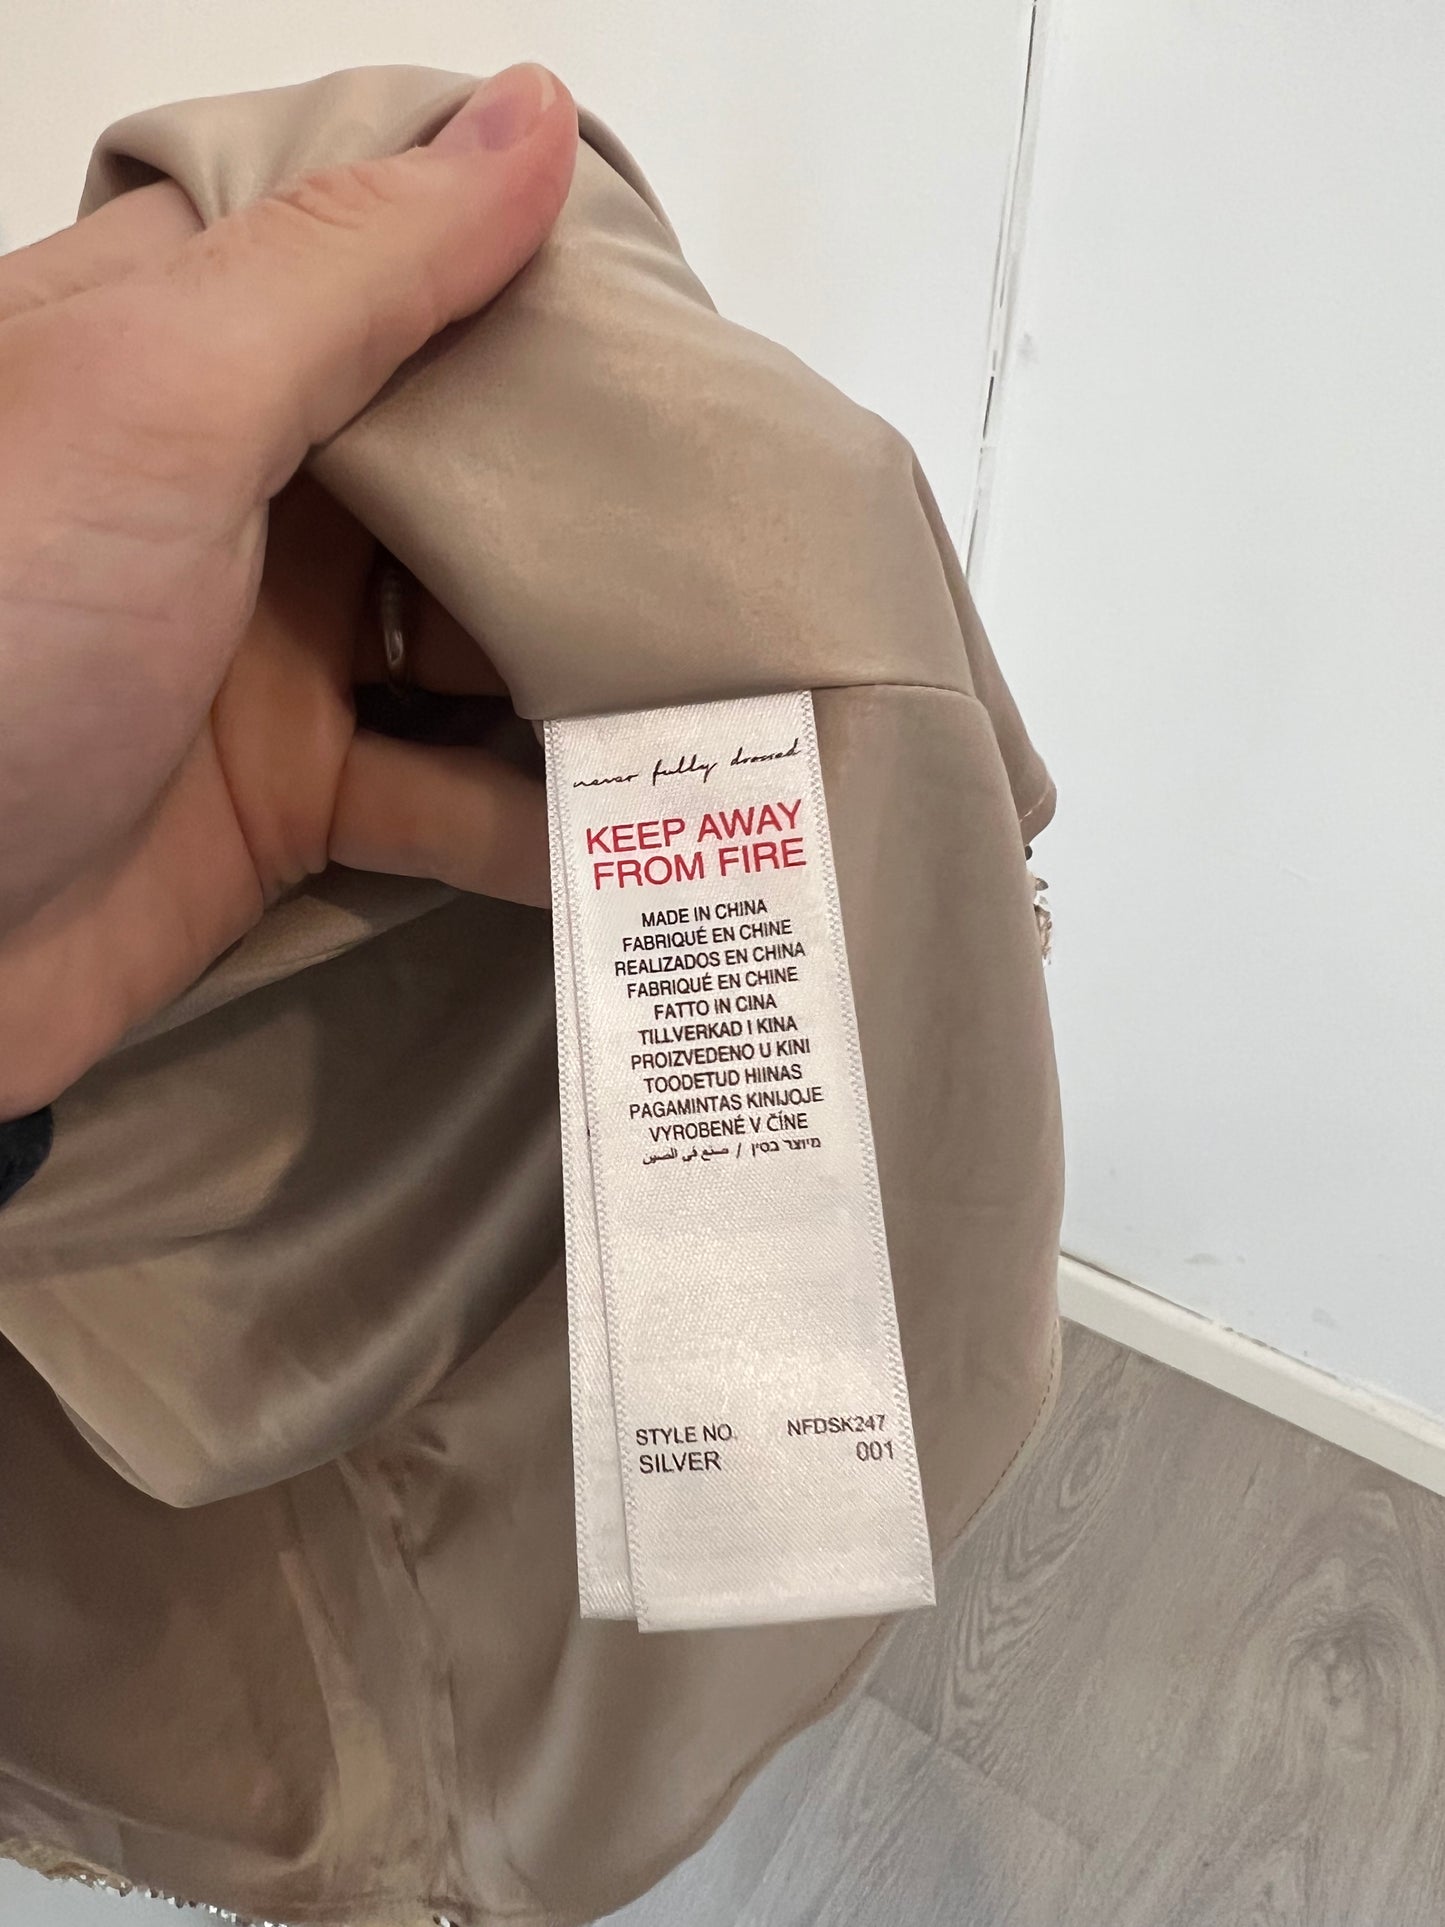 never fully dressed
KEEP AWAY
FROM FIRE
MADE IN CHINA
FABRIQUÉ EN CHINE
REALIZADOS EN CHINA
FABRIQUÉ EN CHINE
FATTO IN CINA
TILLVERKAD I KINA
PROIZVEDENO U KINI
TOODETUD HIINAS
PAGAMINTAS KINIJOJE
VYROBENÉ V ČÍNE
מיוצר בסין / صنع في الصين
STYLE NO. NFDSK247
SILVER 001